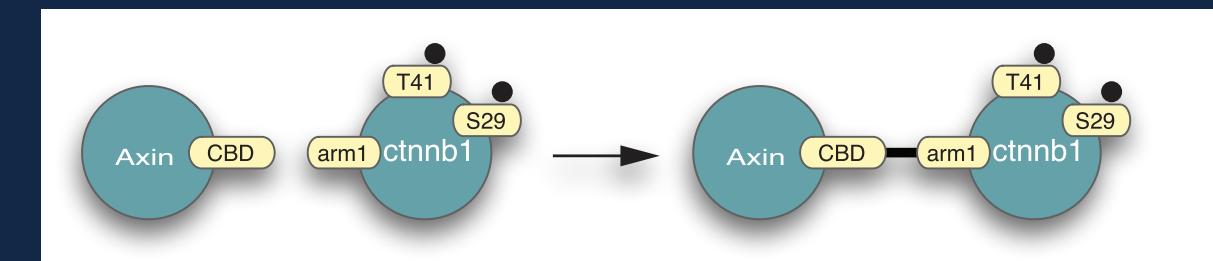 T41
S29
Axin
CBD
arm1
ctnnb1
T41
S29
Axin
CBD
arm1
ctnnb1